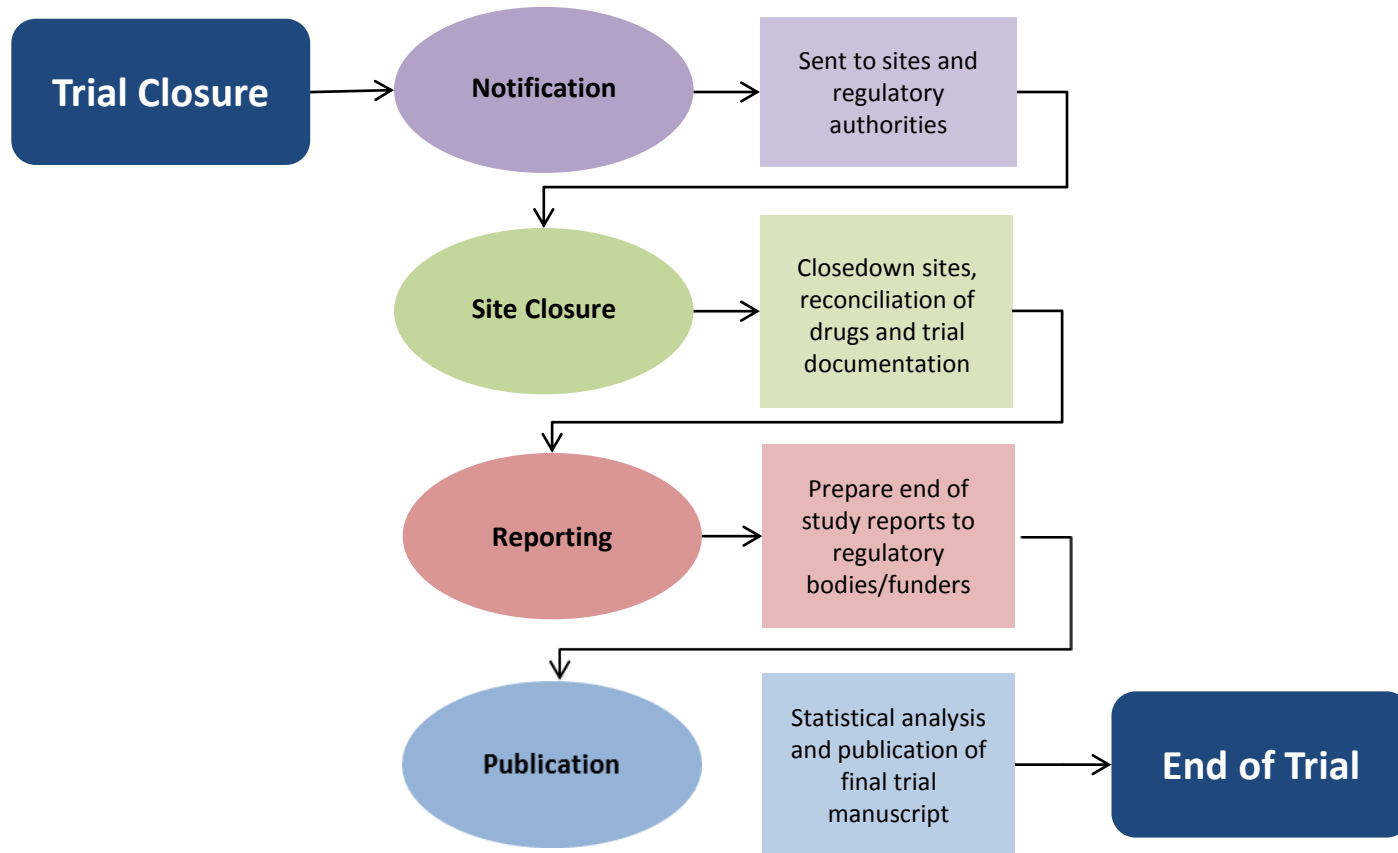 Trial Closure
Notification
Sent to sites and
regulatory
authorities
Site Closure
Closedown sites,
reconciliation of
drugs and trial
documentation
Reporting
Prepare end of
study reports to
regulatory
bodies/funders
Publication
Statistical analysis
and publication of
final trial
manuscript
End of Trial